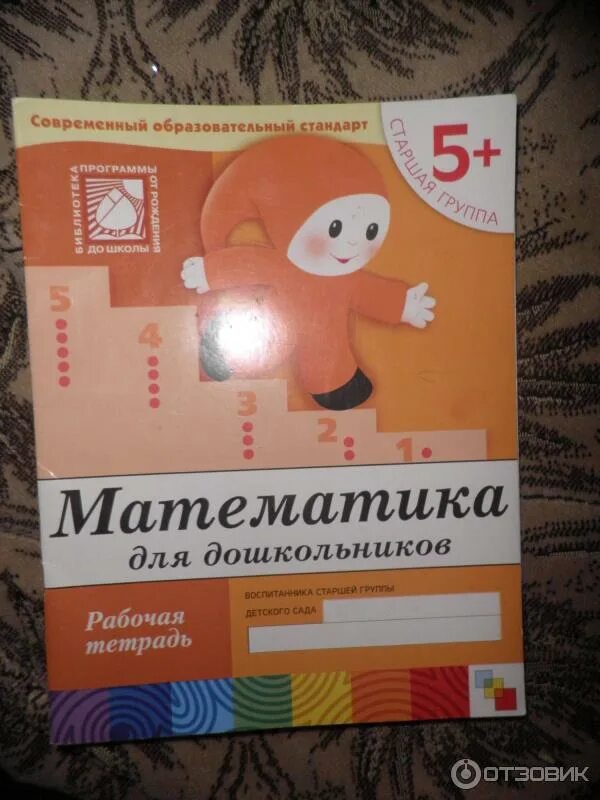 Современный образовательный стандарт
5+
СТАРШАЯ ГРУППА
БИБЛИОТЕКА
ПРОГРАММЫ
ОТ РОЖДЕНИЯ
ДО ШКОЛЫ
5
4
3
2
1
Математика
для дошкольников
Рабочая
тетрадь
ВОСПИТАННИКА СТАРШЕЙ ГРУППЫ
ДЕТСКОГО САДА
ОТЗОВИК